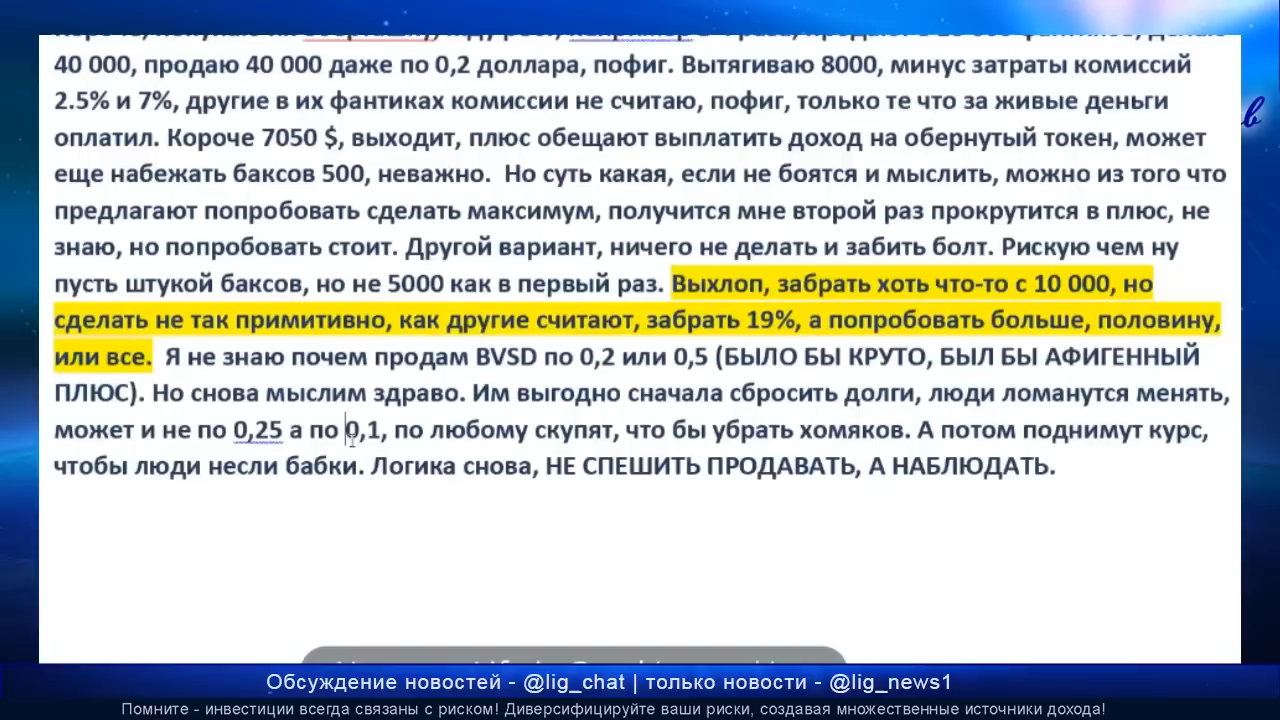 40 000, продаю 40 000 даже по 0,2 доллара, пофиг. Вытягиваю 8000, минус затраты комиссий
2.5% и 7%, другие в их фантиках комиссии не считаю, пофиг, только те что за живые деньги
оплатил. Короче 7050 $, выходит, плюс обещают выплатить доход на обернутый токен, может
еще набежать баксов 500, неважно. Но суть какая, если не боятся и мыслить, можно из того что
предлагают попробовать сделать максимум, получится мне второй раз прокрутится в плюс, не
знаю, но попробовать стоит. Другой вариант, ничего не делать и забить болт. Рискую чем ну
пусть штукой баксов, но не 5000 как в первый раз. Выхлоп, забрать хоть что-то с 10 000, но
сделать не так примитивно, как другие считают, забрать 19%, а попробовать больше, половину,
или все. Я не знаю почем продам BVSD по 0,2 или 0,5 (БЫЛО БЫ КРУТО, БЫЛ БЫ АФИГЕННЫЙ
ПЛЮС). Но снова мыслим здраво. Им выгодно сначала сбросить долги, люди ломанутся менять,
может и не по 0,25 а по 0,1, по любому скупят, что бы убрать хомяков. А потом поднимут курс,
чтобы люди несли бабки. Логика снова, НЕ СПЕШИТЬ ПРОДАВАТЬ, А НАБЛЮДАТЬ.
Обсуждение новостей - @lig_chat | только новости - @lig_news1
Помните - инвестиции всегда связаны с риском! Диверсифицируйте ваши риски, создавая множественные источники дохода!